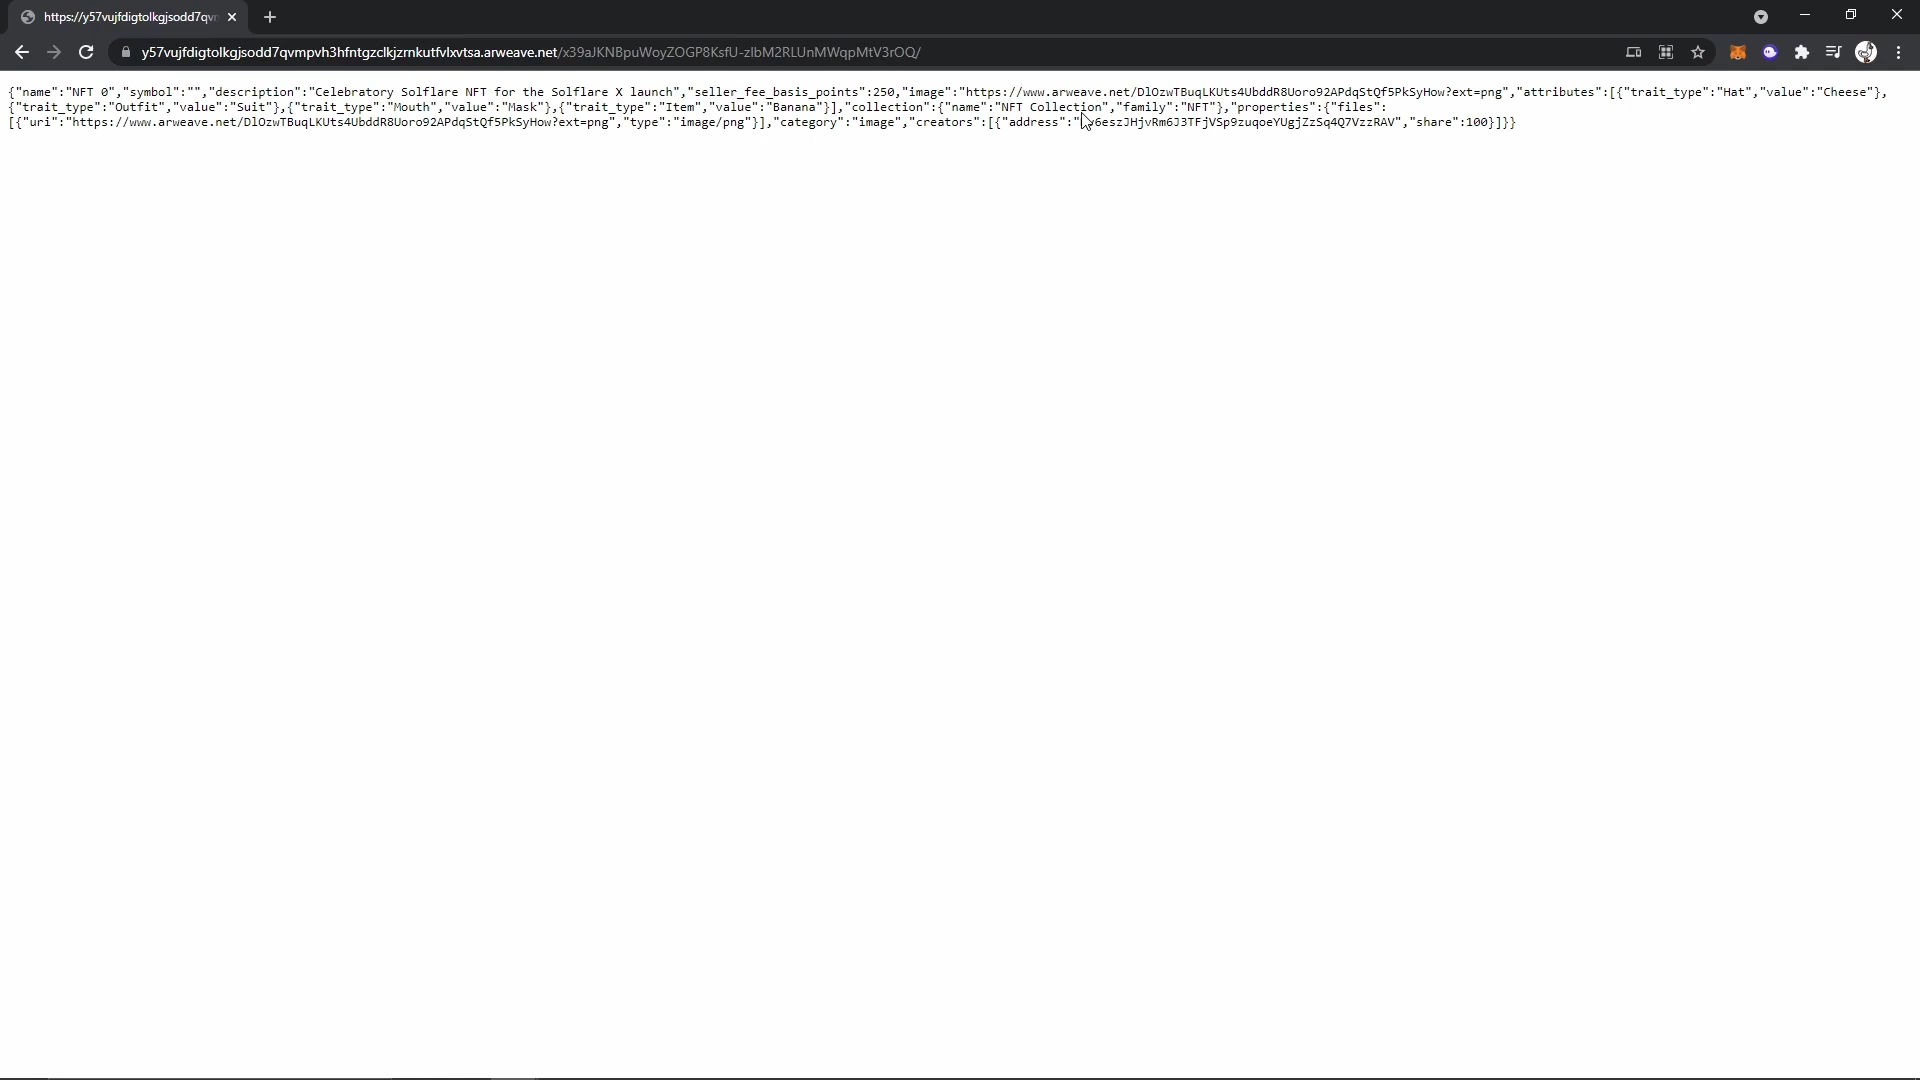 https://y57vujfdigtolkgjsodd7qvm
y57vujfdigtolkgjsodd7qvmpvh3hfntgzclkjzrnkutfvlxvtsa.arweave.net/x39aJKNBpuWoyZOGP8KsfU-zlbM2RLUnMWqpMtV3rOQ/
{"name":"NFT 0","symbol":"","description":"Celebratory Solflare NFT for the Solflare X launch","seller_fee_basis_points":250,"image":"https://www.arweave.net/DlOzwTBuqLKUts4UbddR8Uoro92APdqStQf5PkSyHow?ext=png","attributes":[{"trait_type":"Hat","value":"Cheese"},
{"trait_type":"Outfit","value":"Suit"},{"trait_type":"Mouth","value":"Mask"},{"trait_type":"Item","value":"Banana"}],"collection":{"name":"NFT Collection","family":"NFT"},"properties":{"files":
[{"uri":"https://www.arweave.net/DlOzwTBuqLKUts4UbddR8Uoro92APdqStQf5PkSyHow?ext=png","type":"image/png"}],"category":"image","creators":[{"address":"y6eszJHjvRm6J3TFjVSp9zuqoeYUgjZzSq4Q7VzzRAV","share":100}]}}